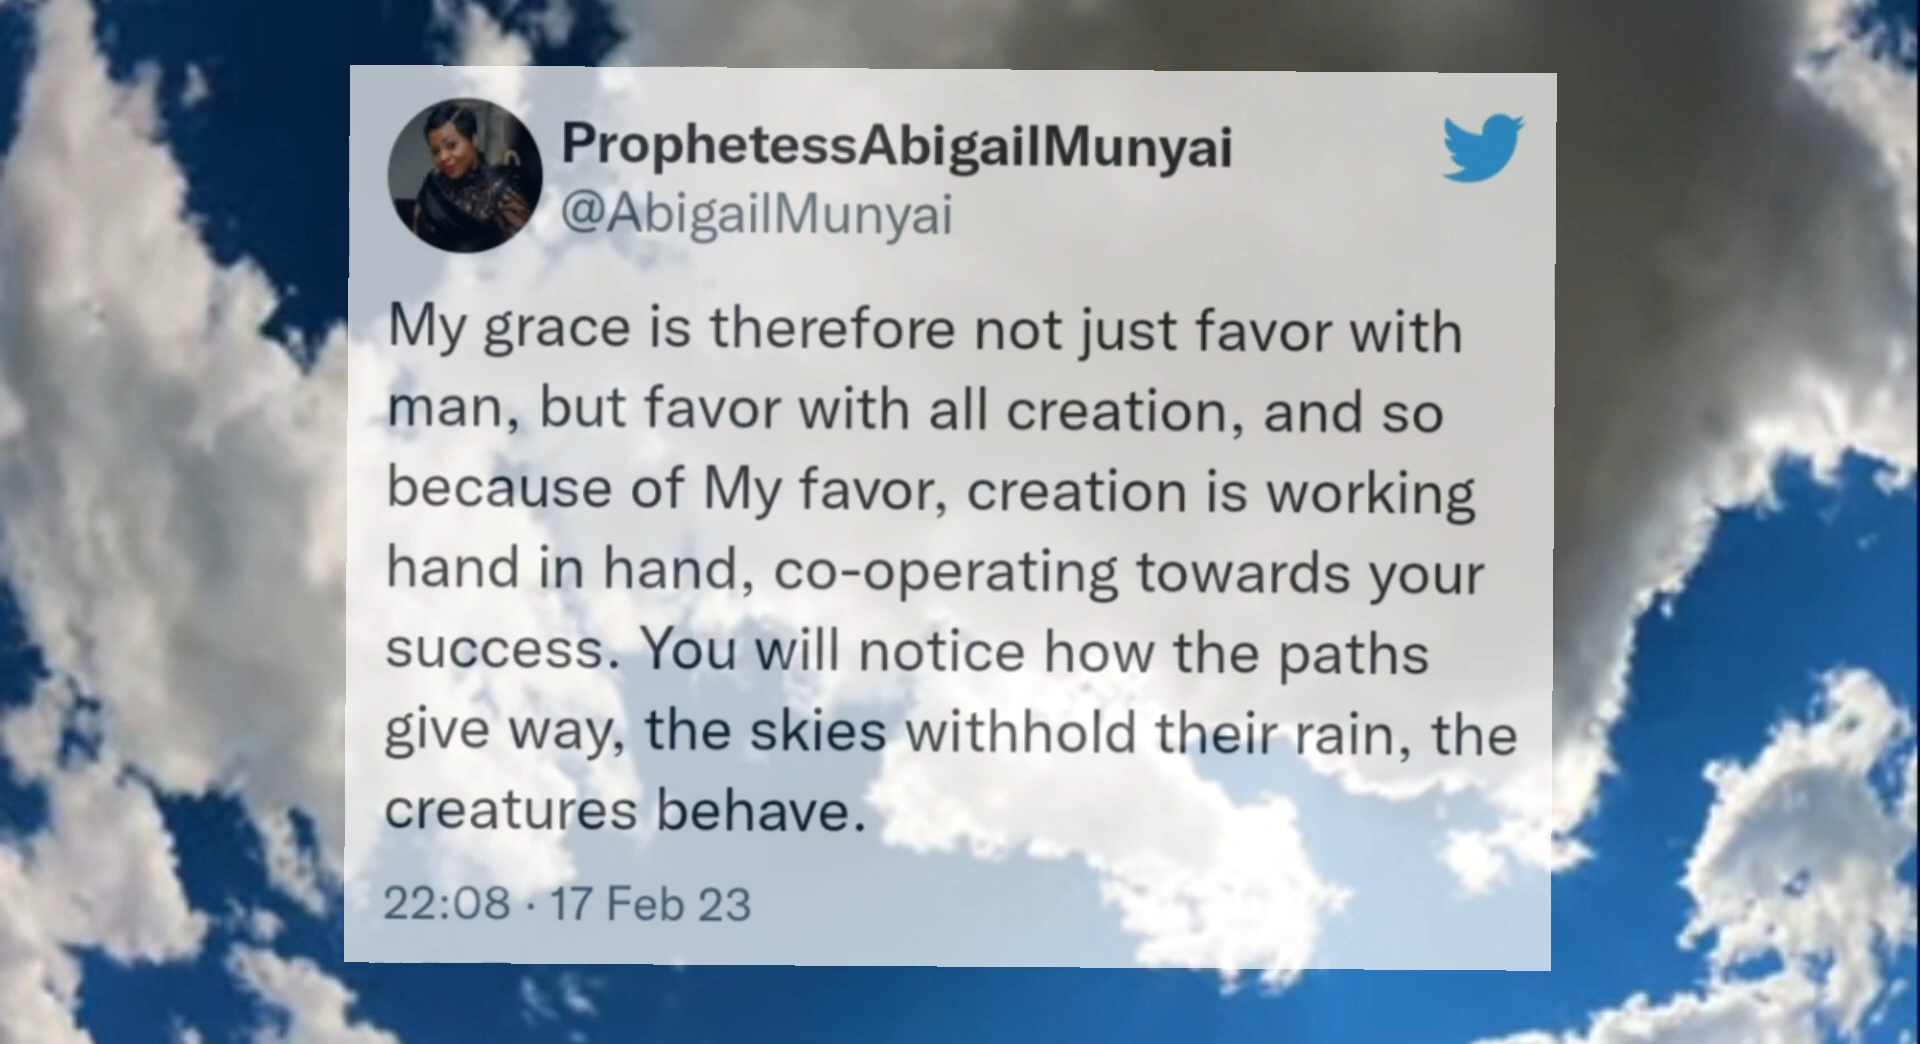 ProphetessAbigailMunyai
@AbigailMunyai
My grace is therefore not just favor with
man, but favor with all creation, and so
because of My favor, creation is working
hand in hand, co-operating towards your
success. You will notice how the paths
give way, the skies withhold their rain, the
creatures behave.
22:08 · 17 Feb 23